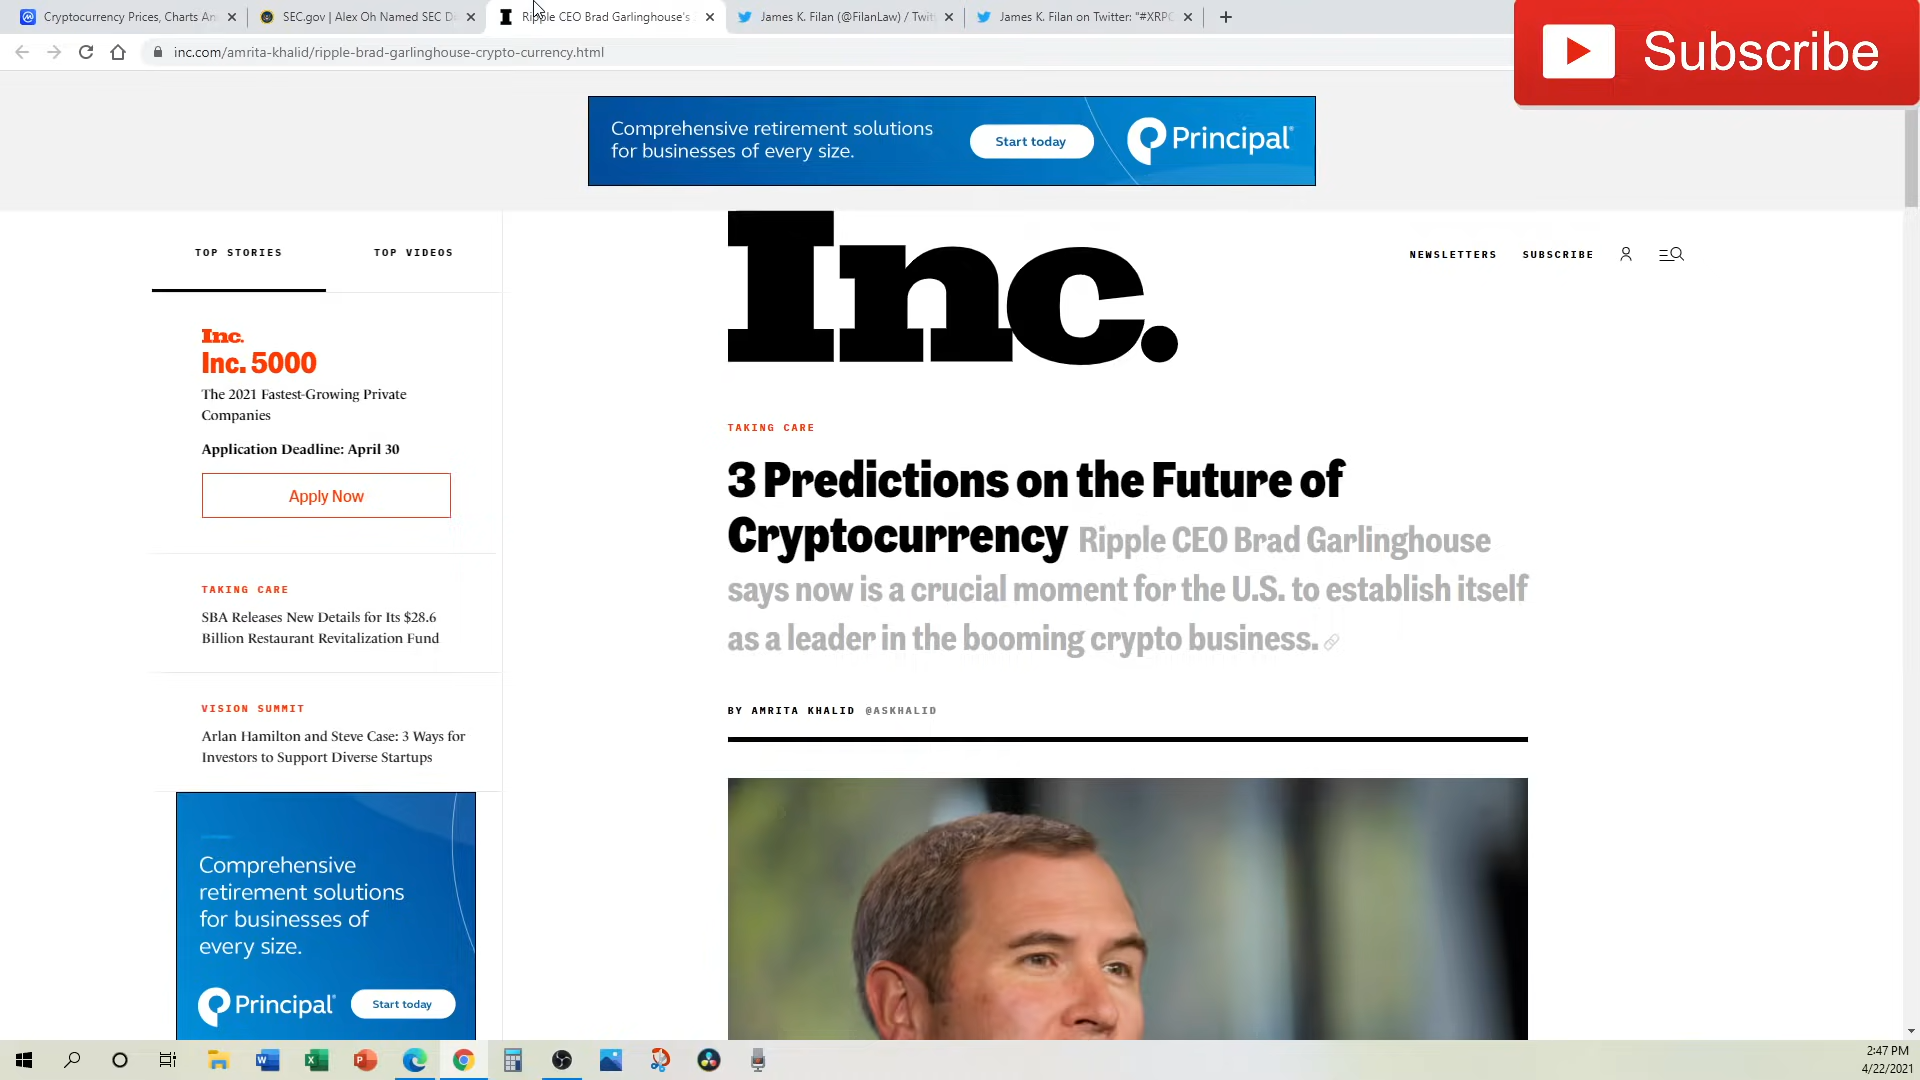 Cryptocurrency Prices, Charts An
SEC.gov | Alex Oh Named SEC D
Ripple CEO Brad Garlinghouse's
James K. Filan (@FilanLaw) / Twit
James K. Filan on Twitter: "#XRPC
inc.com/amrita-khalid/ripple-brad-garlinghouse-crypto-currency.html
Subscribe
Comprehensive retirement solutions
for businesses of every size.
Start today
Principal
TOP STORIES
TOP VIDEOS
Inc.
NEWSLETTERS
SUBSCRIBE
Inc.
Inc. 5000
The 2021 Fastest-Growing Private
Companies
Application Deadline: April 30
Apply Now
TAKING CARE
3 Predictions on the Future of
Cryptocurrency Ripple CEO Brad Garlinghouse
says now is a crucial moment for the U.S. to establish itself
as a leader in the booming crypto business.
BY AMRITA KHALID @ASKHALID
TAKING CARE
SBA Releases New Details for Its $28.6
Billion Restaurant Revitalization Fund
VISION SUMMIT
Arlan Hamilton and Steve Case: 3 Ways for
Investors to Support Diverse Startups
Comprehensive
retirement solutions
for businesses of
every size.
Principal
Start today
2:47 PM
4/22/2021